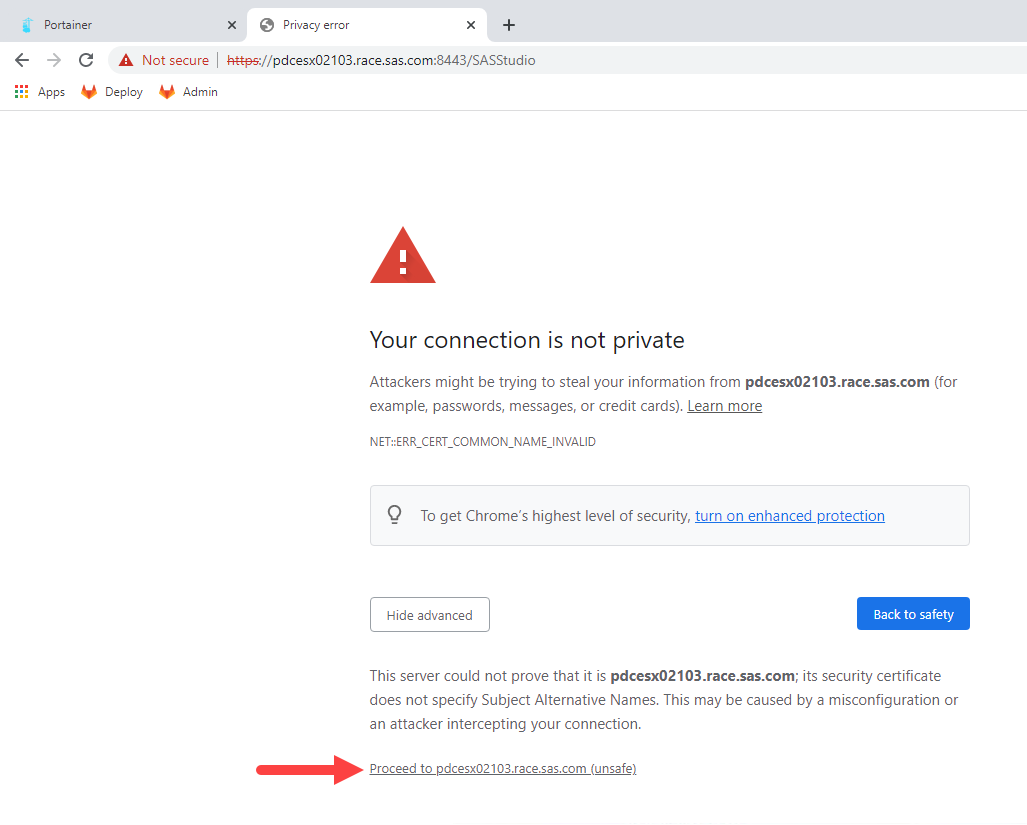 Portainer
Privacy error
Not secure https://pdcesx02103.race.sas.com:8443/SASStudio
Apps Deploy Admin
Your connection is not private
Attackers might be trying to steal your information from pdcesx02103.race.sas.com (for
example, passwords, messages, or credit cards). Learn more
NET::ERR_CERT_COMMON_NAME_INVALID
To get Chrome's highest level of security, turn on enhanced protection
Hide advanced
Back to safety
This server could not prove that it is pdcesx02103.race.sas.com; its security certificate
does not specify Subject Alternative Names. This may be caused by a misconfiguration or
an attacker intercepting your connection.
Proceed to pdcesx02103.race.sas.com (unsafe)